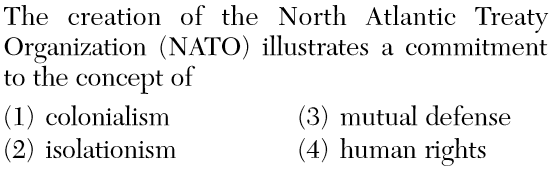 The creation of the North Atlantic Treaty
Organization (NATO) illustrates a commitment
to the concept of
(1) colonialism (3) mutual defense
(2) isolationism (4) human rights